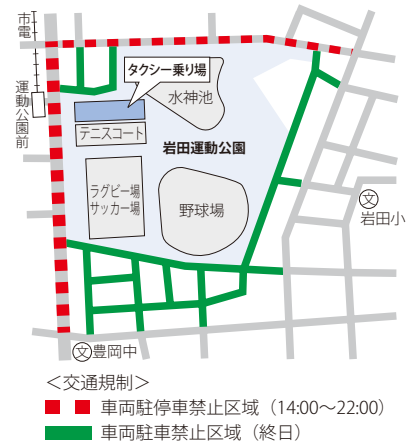 市電
運動公園前
タクシー乗り場
水神池
テニスコート
岩田運動公園
ラグビー場
サッカー場
野球場
文
岩田小
文豊岡中
＜交通規制＞
車両駐停車禁止区域（14:00～22:00）
車両駐車禁止区域（終日）